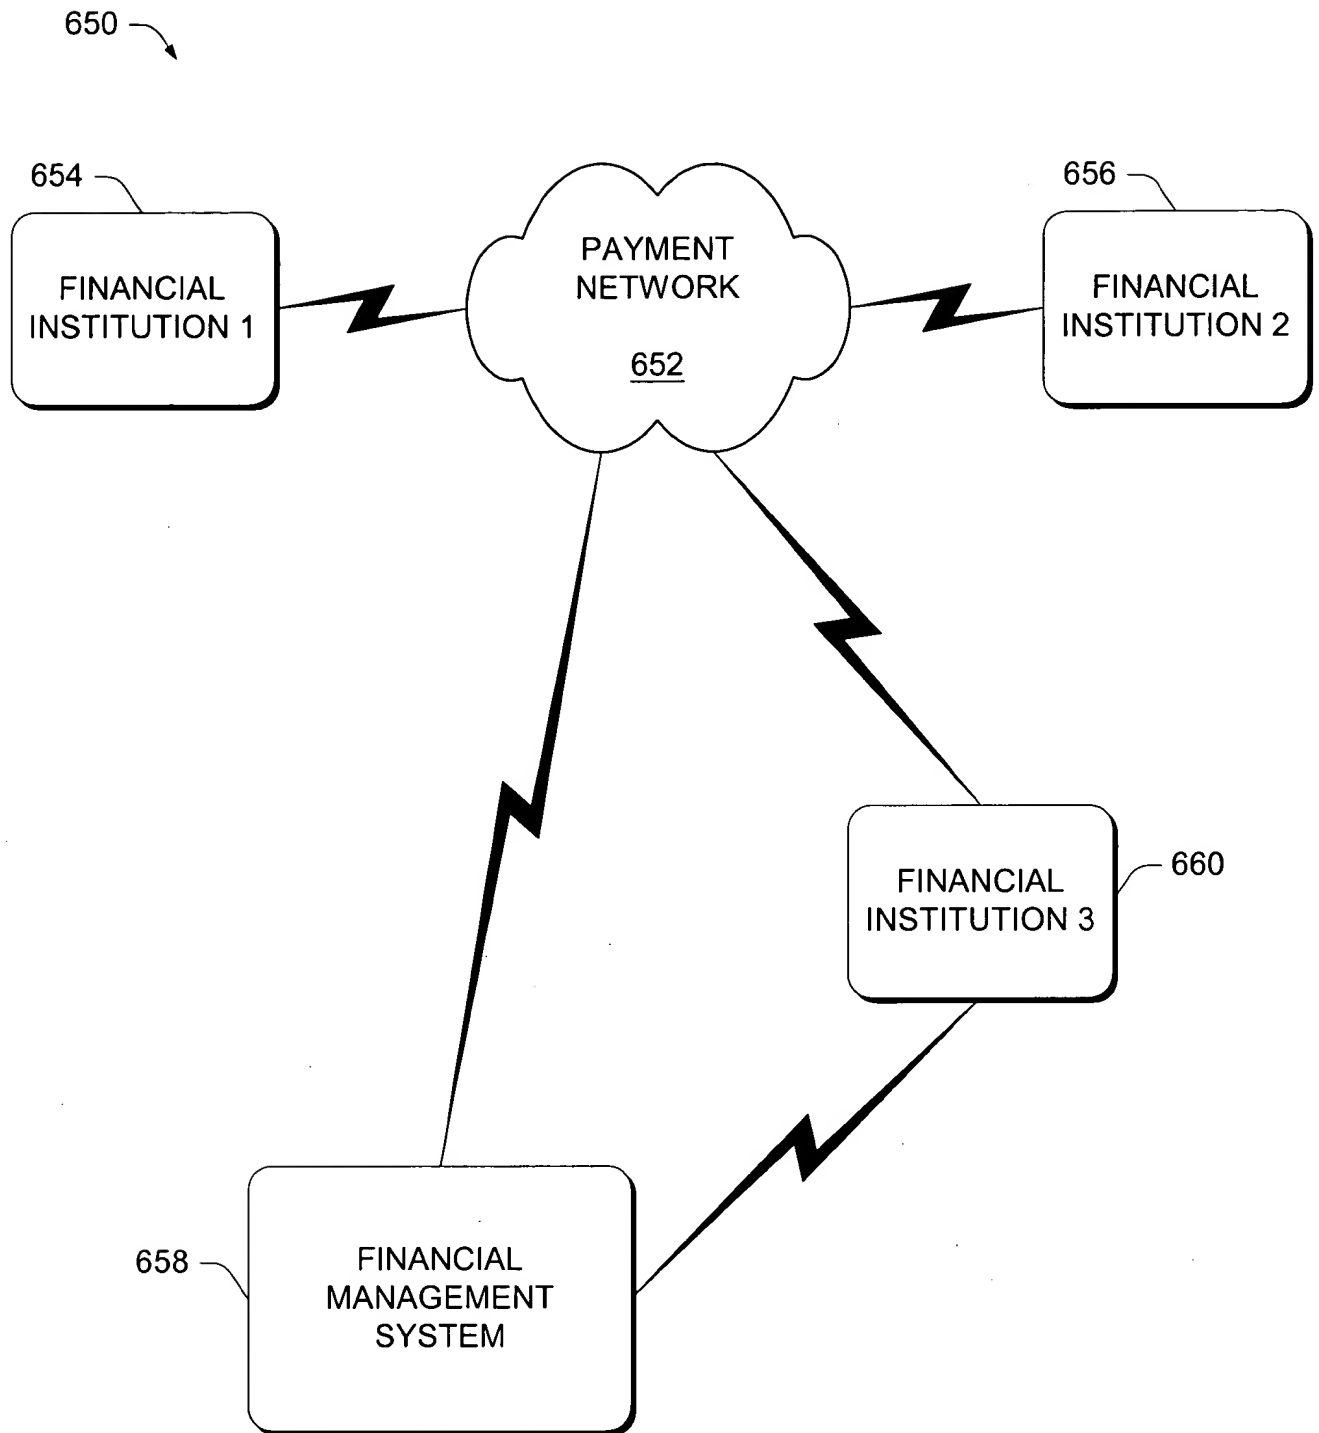 650
654
656
PAYMENT
NETWORK
652
FINANCIAL
INSTITUTION 1
FINANCIAL
INSTITUTION 2
FINANCIAL
INSTITUTION 3
660
658
FINANCIAL
MANAGEMENT
SYSTEM